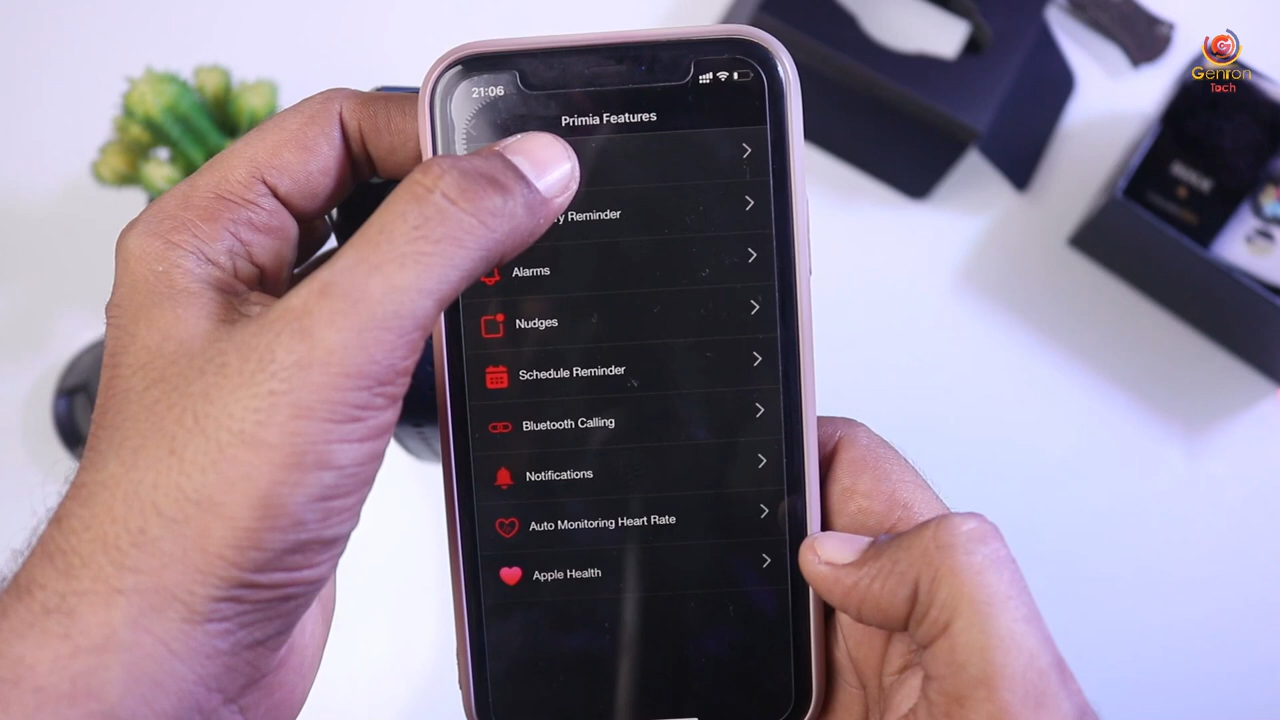 Genron
Tech
21:06
Primia Features
Reminder
Alarms
Nudges
Schedule Reminder
Bluetooth Calling
Notifications
Auto Monitoring Heart Rate
Apple Health